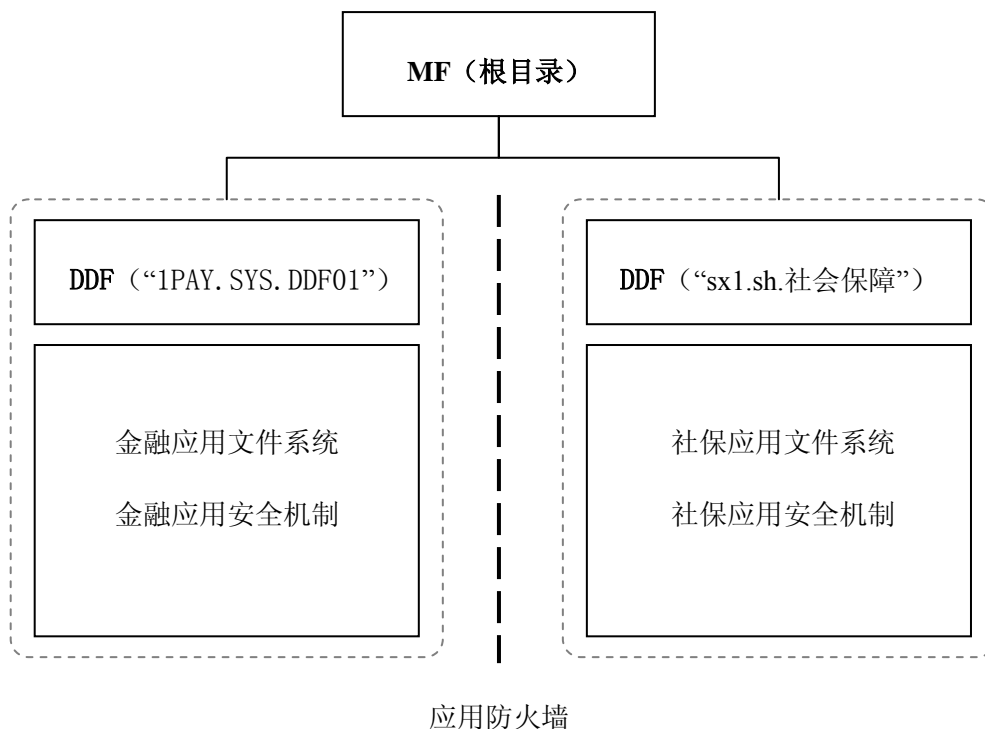 MF（根目录）
DDF（“1PAY.SYS.DDF01”）
金融应用文件系统
金融应用安全机制
DDF（“sx1.sh.社会保障”）
社保应用文件系统
社保应用安全机制
应用防火墙